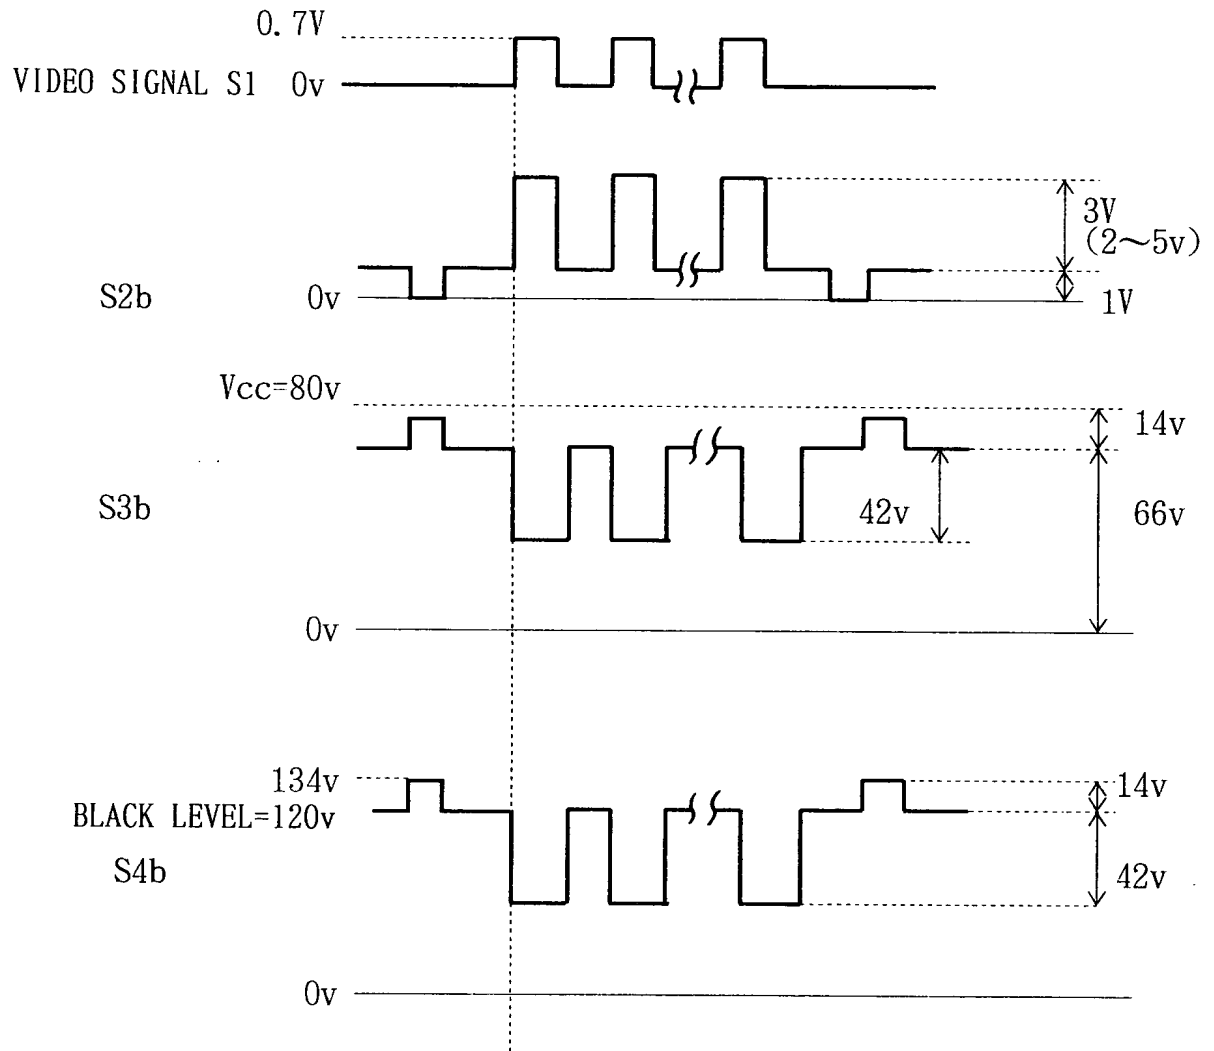 0.7V
VIDEO SIGNAL S1 0v
3V
(2～5v)
S2b 0v
1V
Vcc=80v
14v
S3b
42v
66v
0v
134v
14v
BLACK LEVEL=120v
S4b
42v
0v